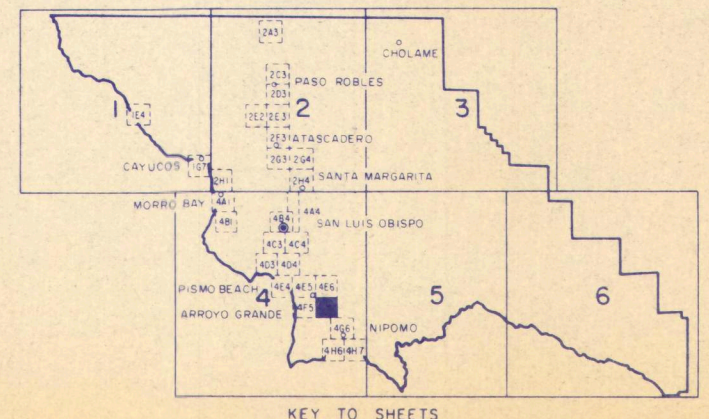 2A3
CHOLAME
2C3
PASO ROBLES
2D3
1
2
3
1E4
2E2 2E3
2F3 ATASCADERO
CAYUCOS
1G7
2G3 2G4
2H1
2H4 SANTA MARGARITA
MORRO BAY
4A1
4A4
4B1
4B4 SAN LUIS OBISPO
4C3 4C4
4D3 4D4
PISMO BEACH
4E4 4E5 4E6
4
5
6
ARROYO GRANDE
4F5
4G6 NIPOMO
4H6 4H7
KEY TO SHEETS